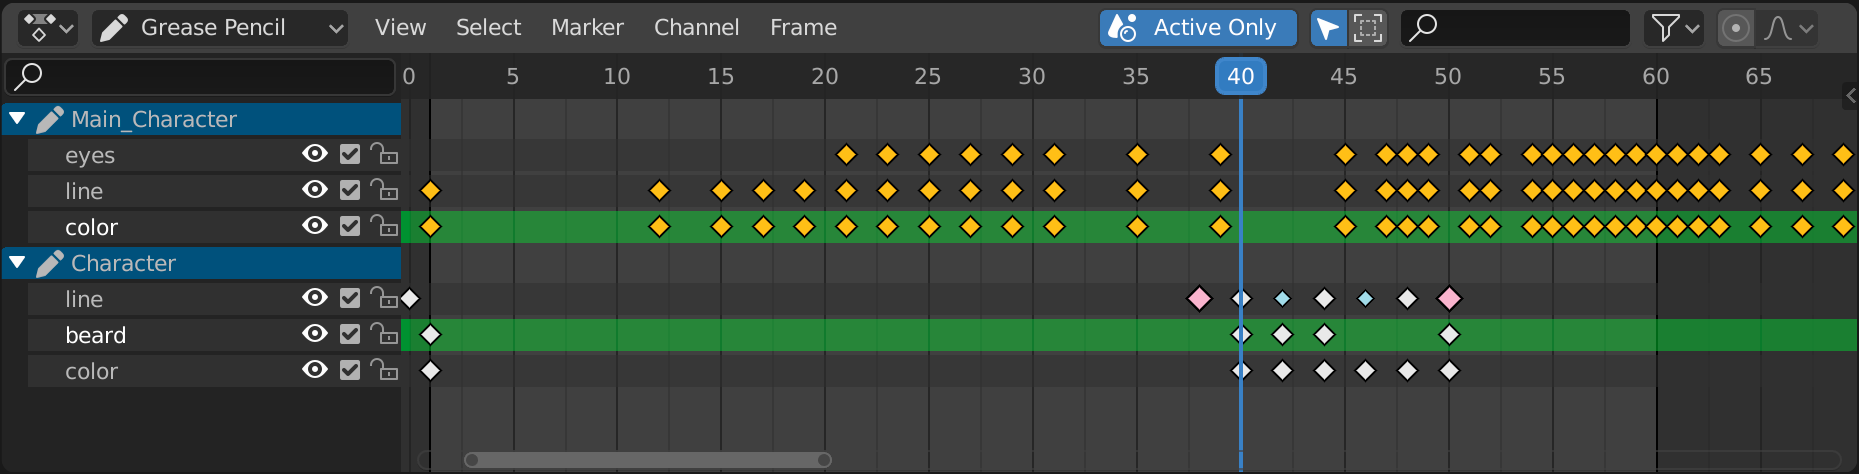 Grease Pencil View Select Marker Channel Frame Active Only
0 5 10 15 20 25 30 35 40 45 50 55 60 65
Main_Character
eyes
line
color
Character
line
beard
color